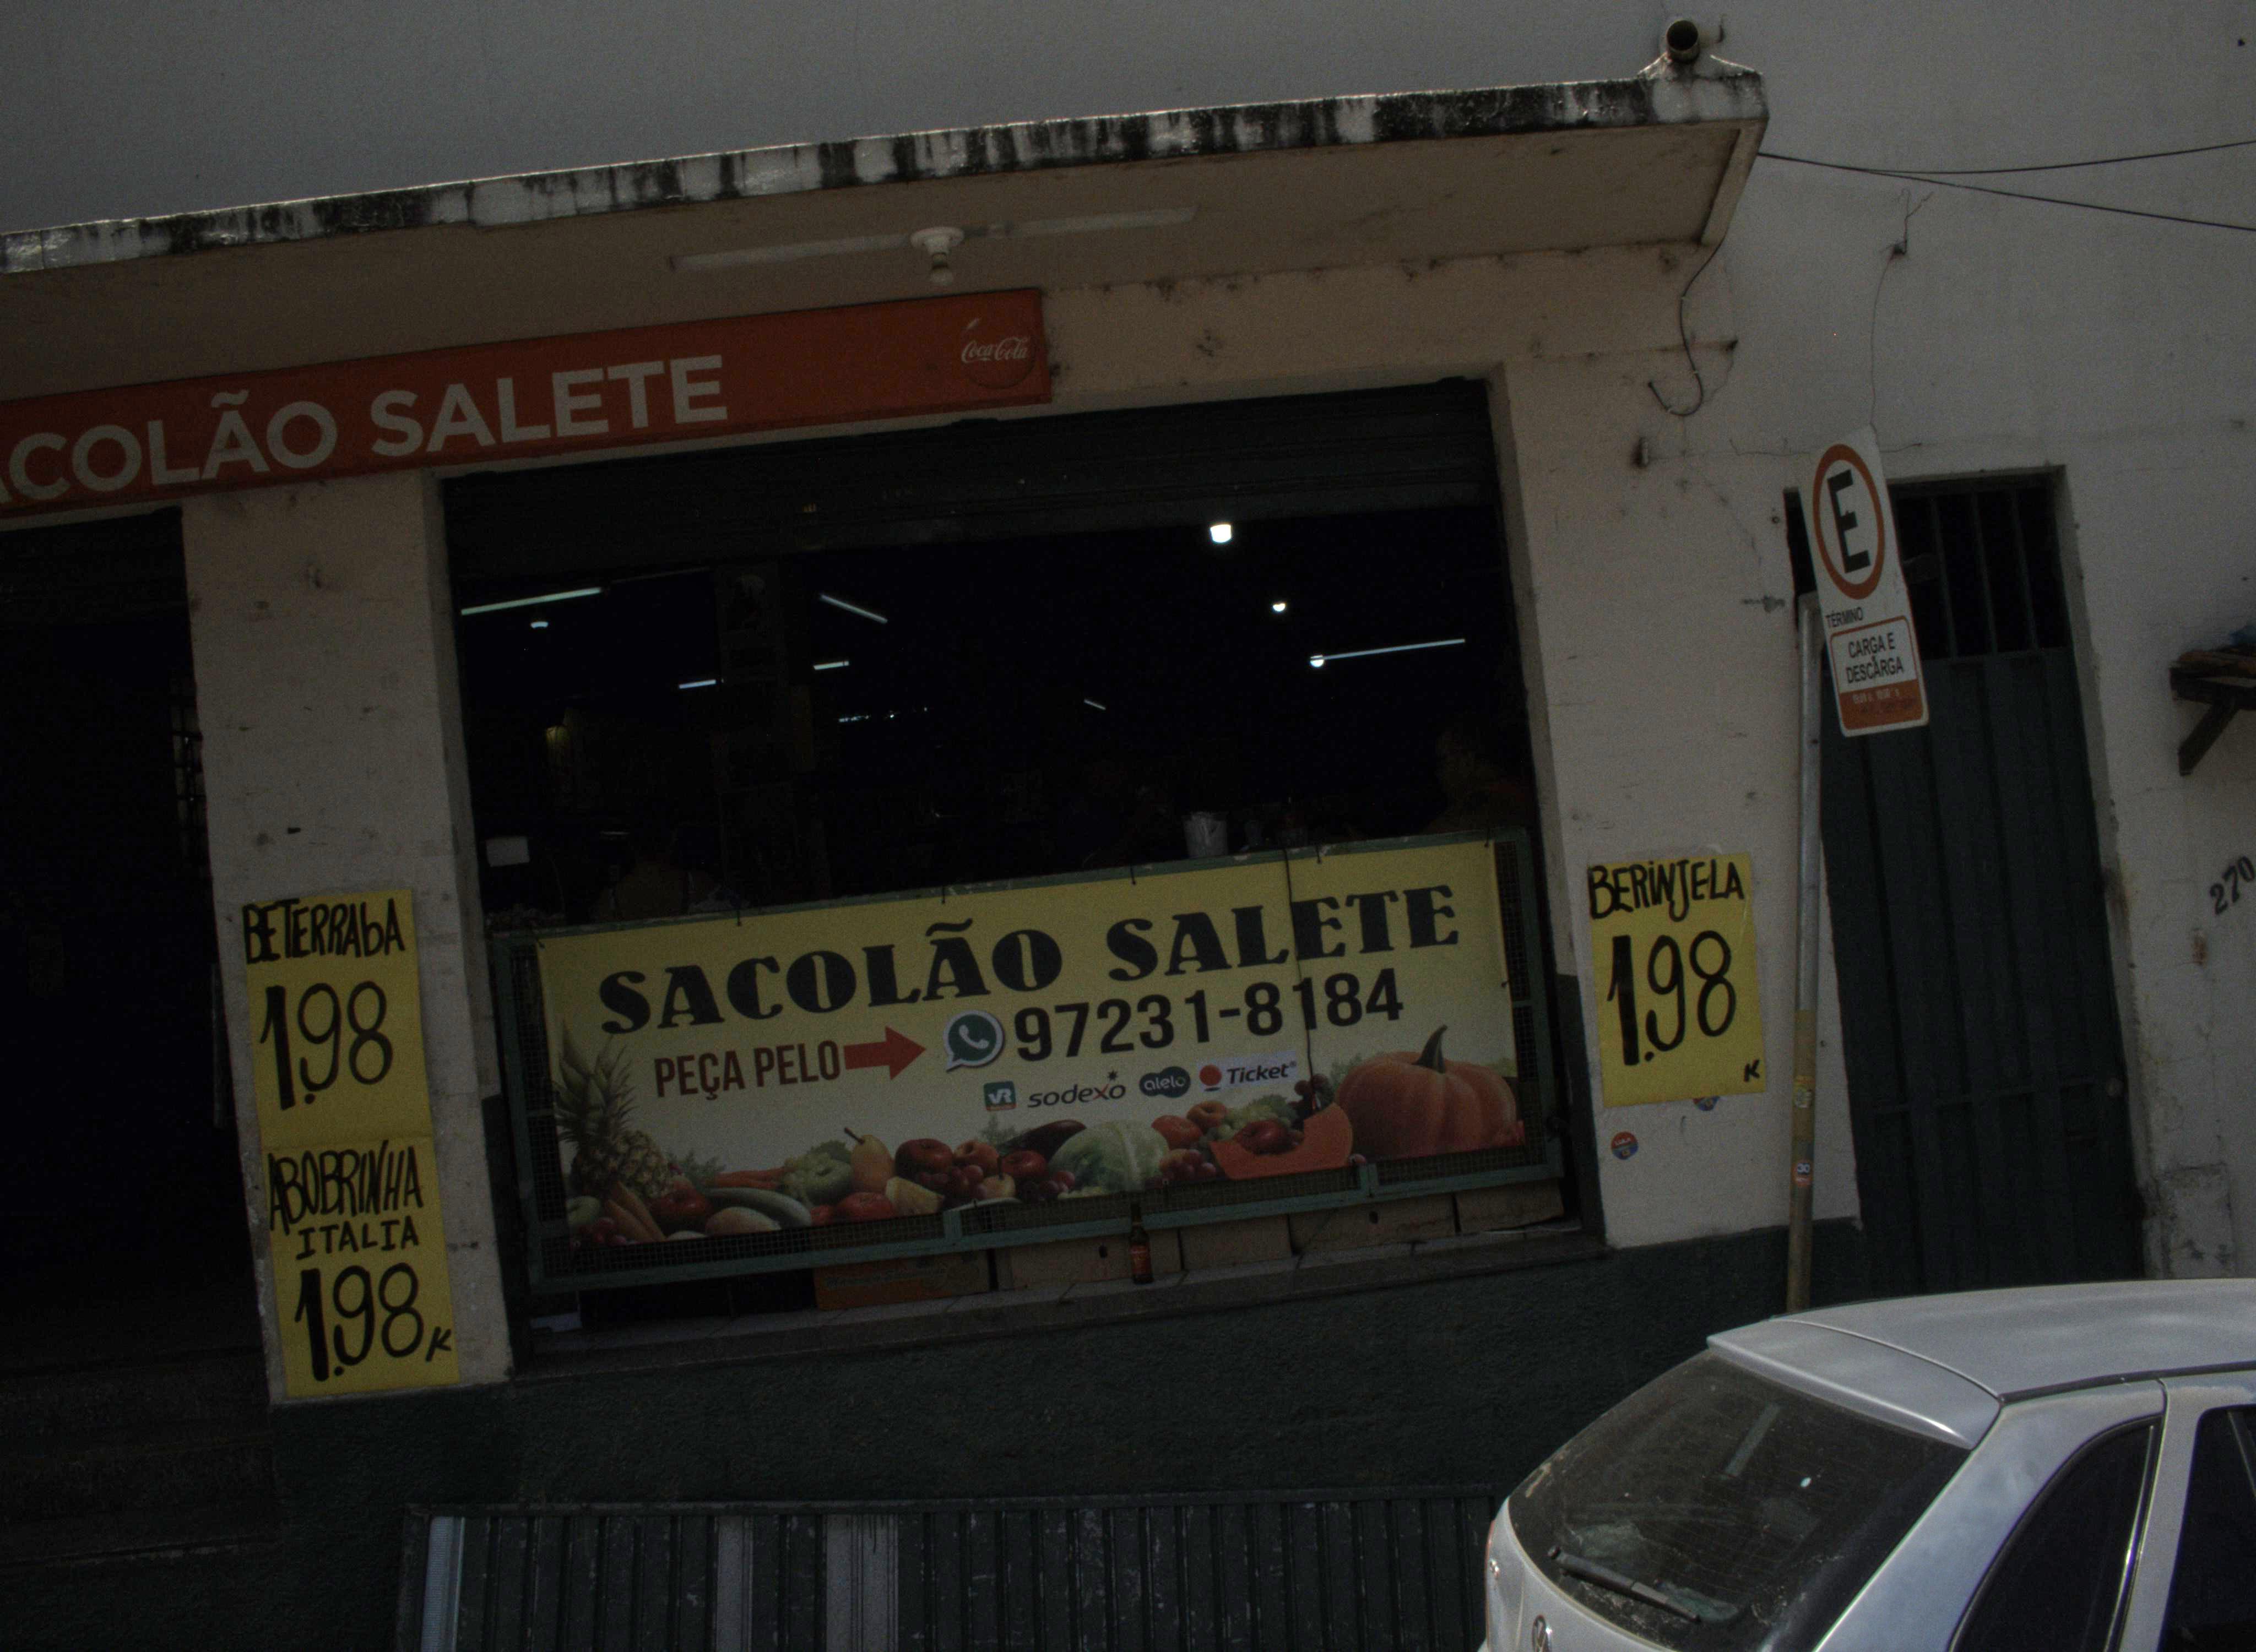 ACOLÃO SALETE
Coca-Cola
E
TÉRMINO
CARGA E
DESCARGA
BETERRABA
1,98
ABOBRINHA
ITALIA
1,98 K
SACOLÃO SALETE
PEÇA PELO
97231-8184
VR
sodexo
alelo
Ticket
BERINJELA
1,98
K
270